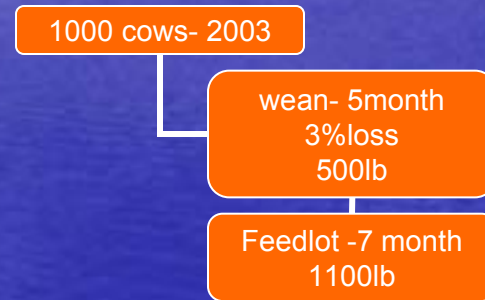 1000 cows- 2003
wean- 5month
3%loss
500lb
Feedlot -7 month
1100lb